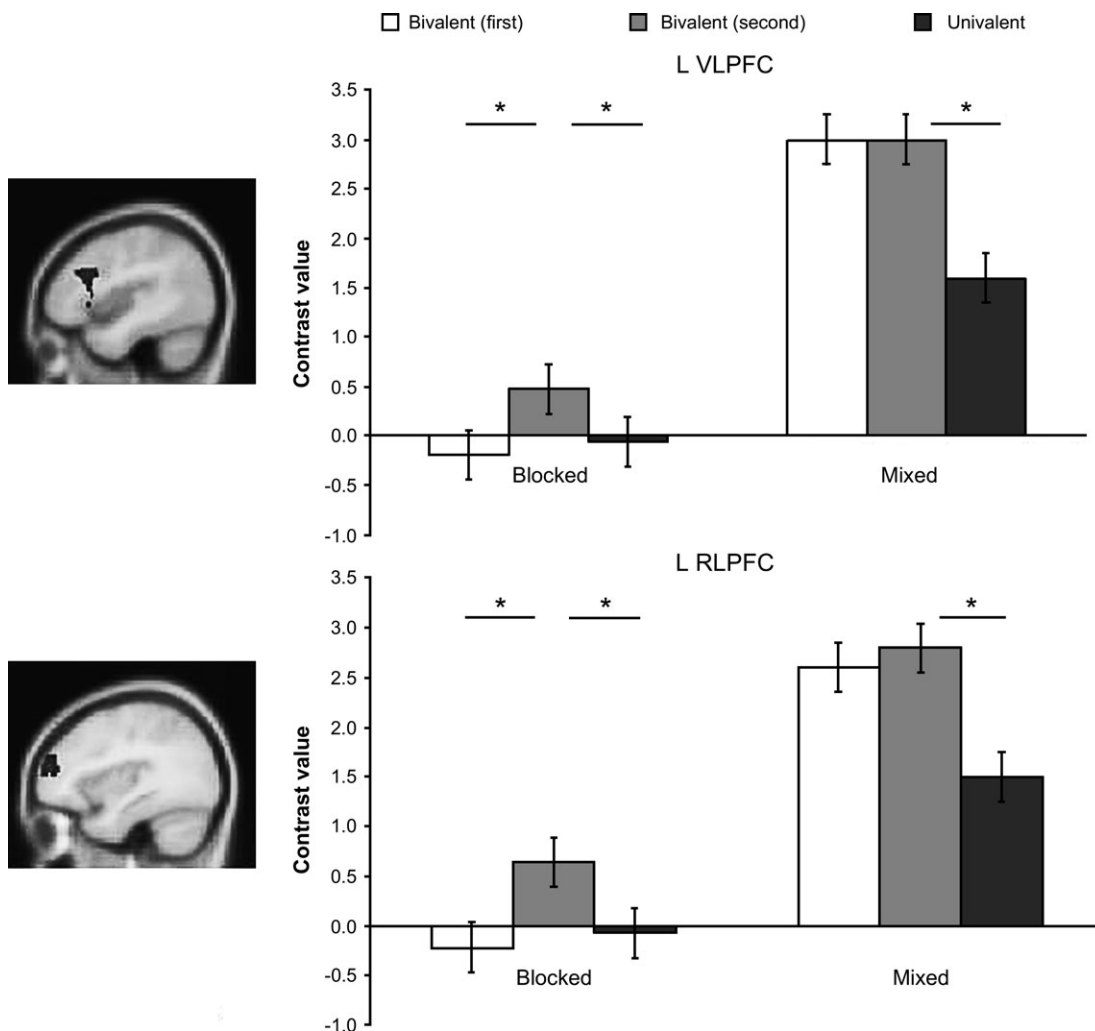 Bivalent (first) Bivalent (second) Univalent
L VLPFC
3.5
* * *
3.0
2.5
2.0
1.5
1.0
0.5
0.0
-0.5
-1.0
Contrast value
Blocked Mixed
L RLPFC
3.5
* * *
3.0
2.5
2.0
1.5
1.0
0.5
0.0
-0.5
-1.0
Contrast value
Blocked Mixed